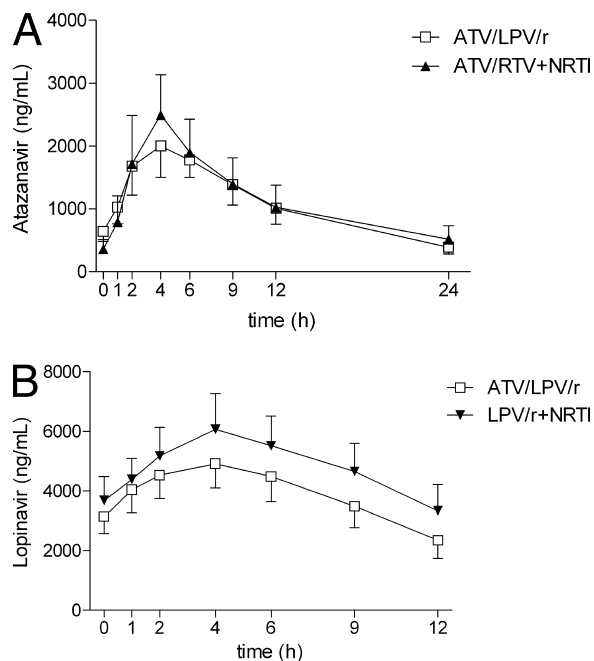 A
4000
3000
2000
1000
0
Atazanavir (ng/mL)
ATV/LPV/r
ATV/RTV+NRTI
0 1 2 4 6 9 12 24
time (h)
B
8000
6000
4000
2000
0
Lopinavir (ng/mL)
ATV/LPV/r
LPV/r+NRTI
0 1 2 4 6 9 12
time (h)